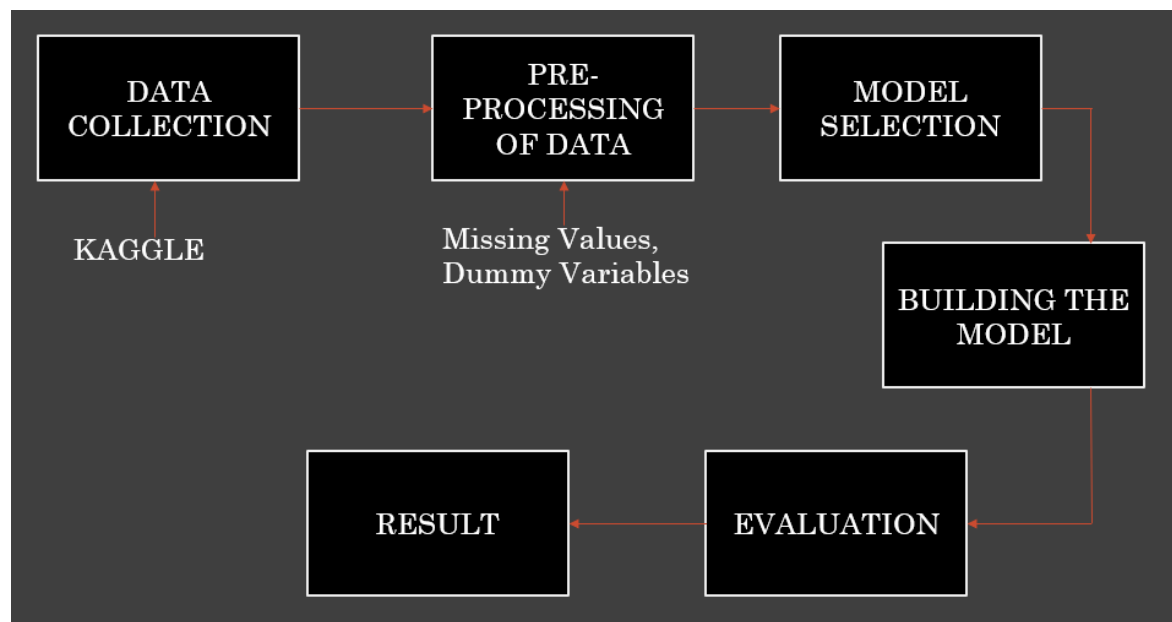 DATA
COLLECTION
PRE-
PROCESSING
OF DATA
MODEL
SELECTION
KAGGLE
Missing Values,
Dummy Variables
BUILDING THE
MODEL
EVALUATION
RESULT